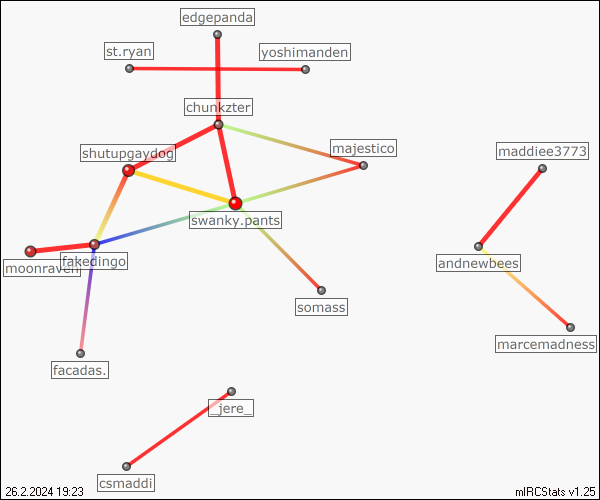 edgepanda
st.ryan
yoshimanden
chunkzter
majestico
shutupgaydog
maddiee3773
swanky.pants
andnewbees
moonraven
fakedingo
somass
marcemadness
facadas.
_jere_
csmaddi
26.2.2024 19:23
mIRCStats v1.25